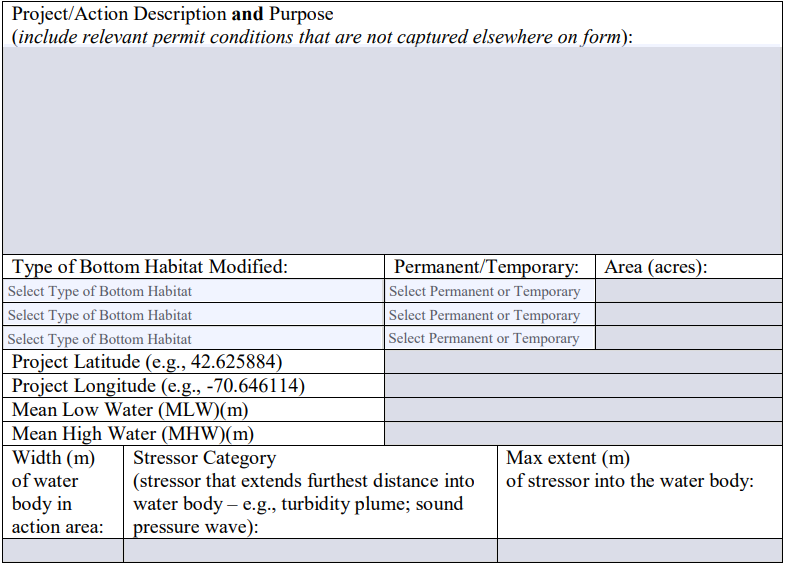 Project/Action Description and Purpose
(include relevant permit conditions that are not captured elsewhere on form):
Type of Bottom Habitat Modified: Permanent/Temporary: Area (acres):
Select Type of Bottom Habitat Select Permanent or Temporary
Select Type of Bottom Habitat Select Permanent or Temporary
Select Type of Bottom Habitat Select Permanent or Temporary
Project Latitude (e.g., 42.625884)
Project Longitude (e.g., -70.646114)
Mean Low Water (MLW)(m)
Mean High Water (MHW)(m)
Width (m)
of water
body in
action area:
Stressor Category
(stressor that extends furthest distance into
water body – e.g., turbidity plume; sound
pressure wave):
Max extent (m)
of stressor into the water body: